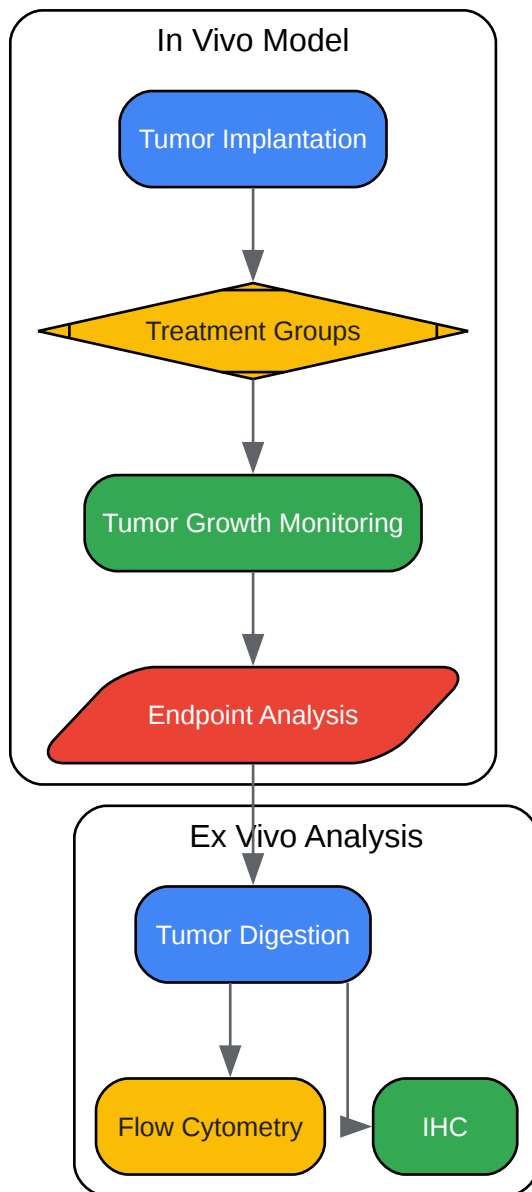 In Vivo Model
Tumor Implantation
Treatment Groups
Tumor Growth Monitoring
Endpoint Analysis
Ex Vivo Analysis
Tumor Digestion
Flow Cytometry
IHC